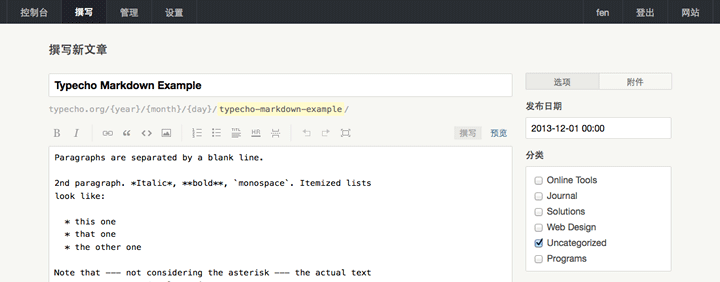 控制台 撰写 管理 设置 fen 登出 网站
撰写新文章
Typecho Markdown Example
typecho.org/{year}/{month}/{day}/typecho-markdown-example/
B I 撰写 预览
Paragraphs are separated by a blank line.
2nd paragraph. *Italic*, **bold**, `monospace`. Itemized lists
look like:
* this one
* that one
* the other one
Note that --- not considering the asterisk --- the actual text
选项 附件
发布日期
2013-12-01 00:00
分类
Online Tools
Journal
Solutions
Web Design
Uncategorized
Programs